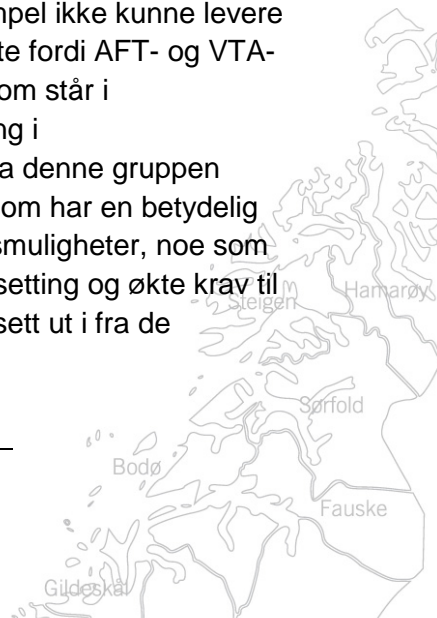 mpel ikke kunne levere
te fordi AFT- og VTA-
om står i
ng i
a denne gruppen
om har en betydelig
smuligheter, noe som
setting og økte krav til
sett ut i fra de
Steigen
Hamarøy
Sørfold
Bodø
Fauske
Gildeskål